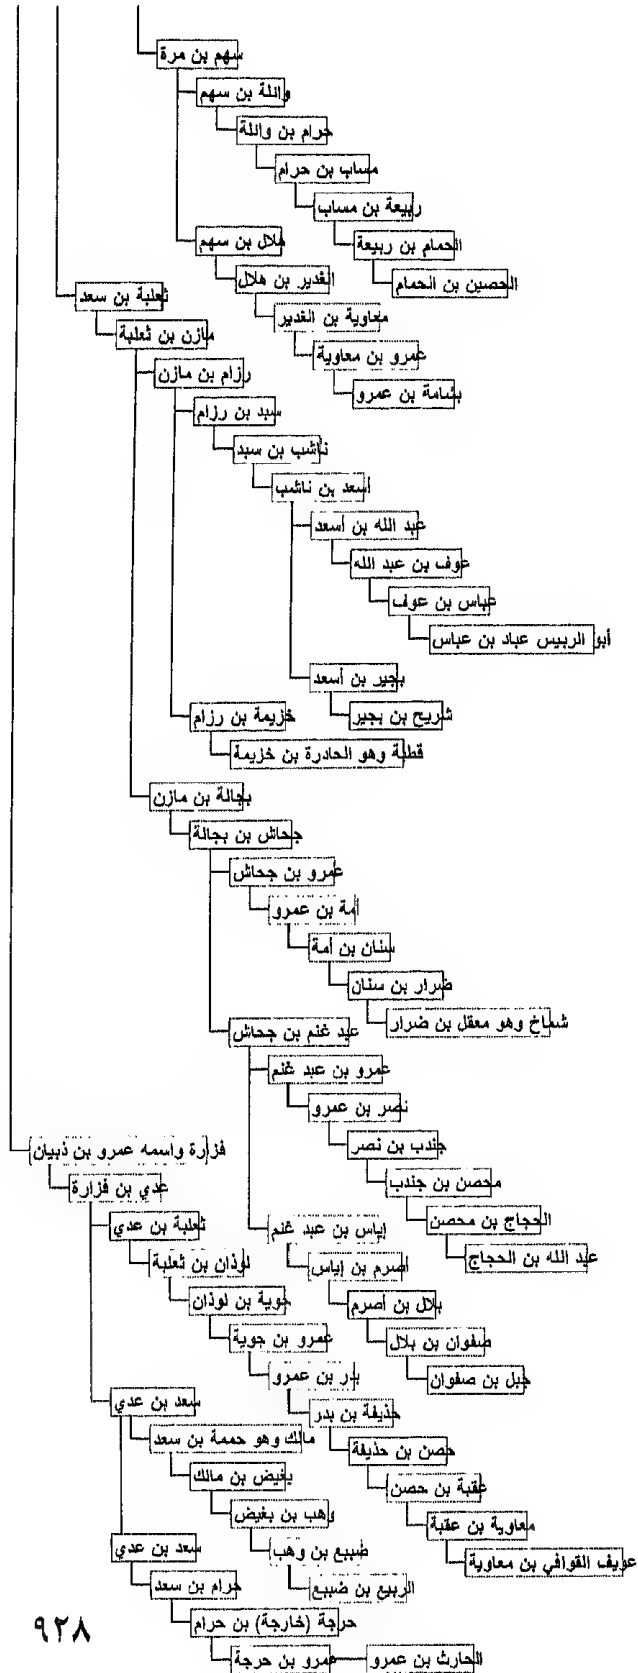 سهم بن مرة
وائلة بن سهم
حرام بن وائلة
مساب بن حرام
ربيعة بن مساب
هلال بن سهم
الحمام بن ربيعة
الغدير بن هلال
الحصين بن الحمام
ثعلبة بن سعد
معاوية بن الغدير
مازن بن ثعلبة
عمرو بن معاوية
رزام بن مازن
بشامة بن عمرو
سبد بن رزام
ناشب بن سبد
أسعد بن ناشب
عبد الله بن أسعد
عوف بن عبد الله
عباس بن عوف
أبو الربيس عباد بن عباس
بجير بن أسعد
خزيمة بن رزام
شريح بن بجير
قطبة وهو الحادرة بن خزيمة
بجالة بن مازن
جحاش بن بجالة
عمرو بن جحاش
أمة بن عمرو
سنان بن أمة
ضرار بن سنان
شماخ وهو معقل بن ضرار
عبد غنم بن جحاش
عمرو بن عبد غنم
نصر بن عمرو
جندب بن نصر
فزارة واسمه عمرو بن ذبيان
محصن بن جندب
عدي بن فزارة
الحجاج بن محصن
إياس بن عبد غنم
ثعلبة بن عدي
عبد الله بن الحجاج
أصرم بن إياس
لوذان بن ثعلبة
بلال بن أصرم
جوية بن لوذان
صفوان بن بلال
عمرو بن جوية
جبل بن صفوان
بدر بن عمرو
سعد بن عدي
حذيفة بن بدر
مالك وهو حممة بن سعد
حصن بن حذيفة
بغيض بن مالك
عقبة بن حصن
وهب بن بغيض
معاوية بن عقبة
سعد بن عدي
ضبيع بن وهب
عويف القوافي بن معاوية
حرام بن سعد
الربيع بن ضبيع
حرجة (خارجة) بن حرام
عمرو بن حرجة
الحارث بن عمرو
٩٢٨